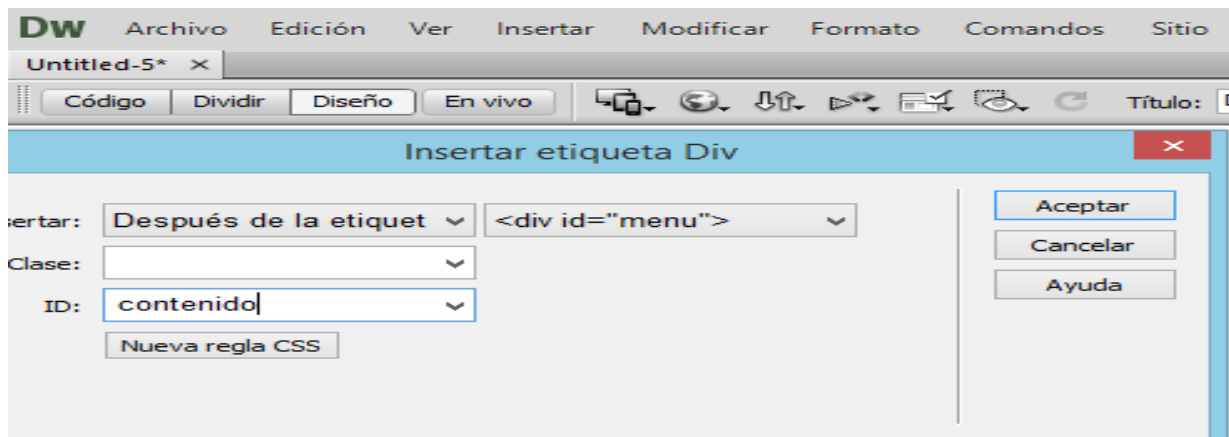 Dw Archivo Edición Ver Insertar Modificar Formato Comandos Sitio
Untitled-5* ×
Código Dividir Diseño En vivo Título:
Insertar etiqueta Div
sertar: Después de la etiquet <div id="menu"> Aceptar
Clase: Cancelar
ID: contenido Ayuda
Nueva regla CSS